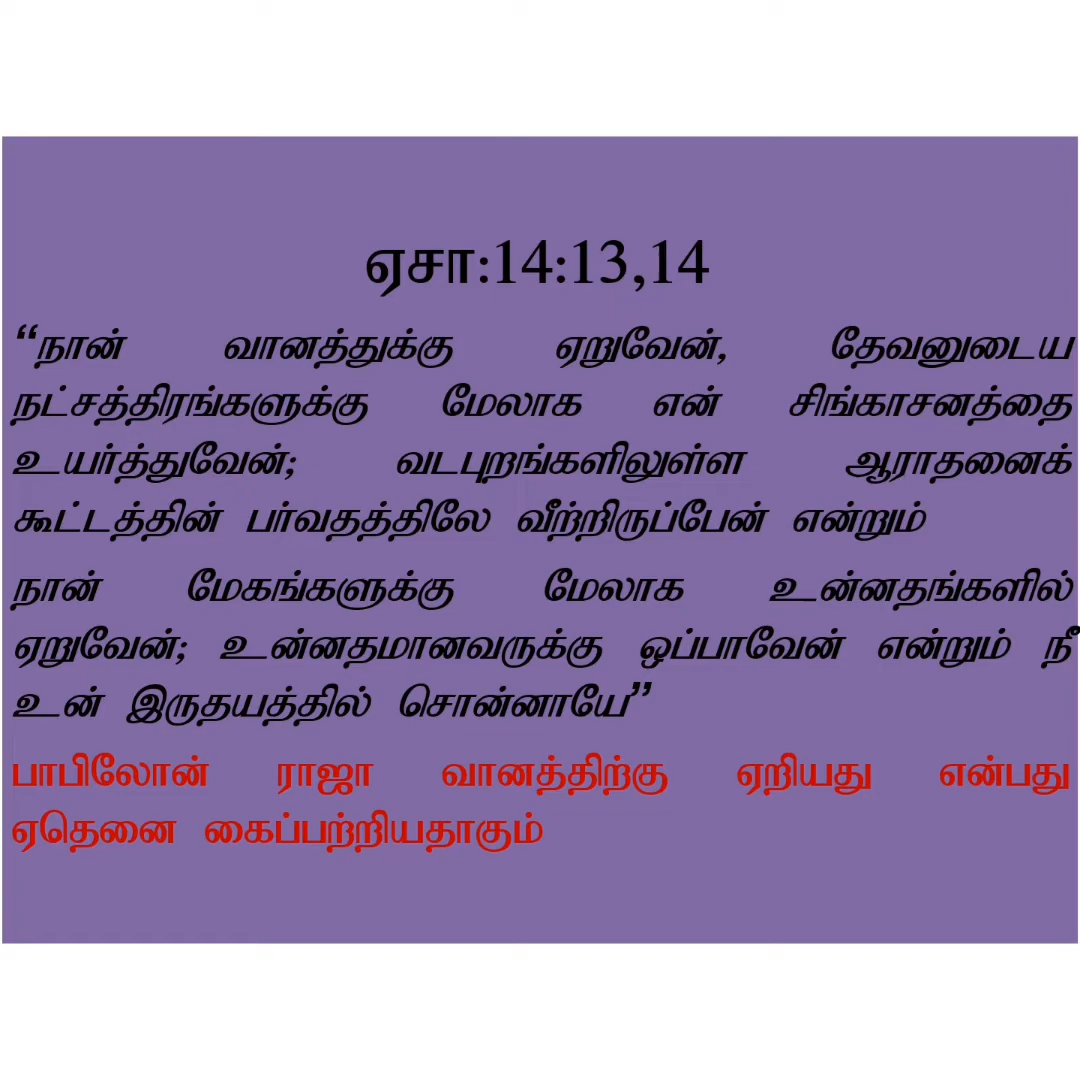 ஏசா:14:13,14
“நான் வானத்துக்கு ஏறுவேன், தேவனுடைய
நட்சத்திரங்களுக்கு மேலாக என் சிங்காசனத்தை
உயர்த்துவேன்; வடபுறங்களிலுள்ள ஆராதனைக்
கூட்டத்தின் பர்வதத்திலே வீற்றிருப்பேன் என்றும்
நான் மேகங்களுக்கு மேலாக உன்னதங்களில்
ஏறுவேன்; உன்னதமானவருக்கு ஒப்பாவேன் என்றும் நீ
உன் இருதயத்தில் சொன்னாயே”
பாபிலோன் ராஜா வானத்திற்கு ஏறியது என்பது
ஏதெனை கைப்பற்றியதாகும்